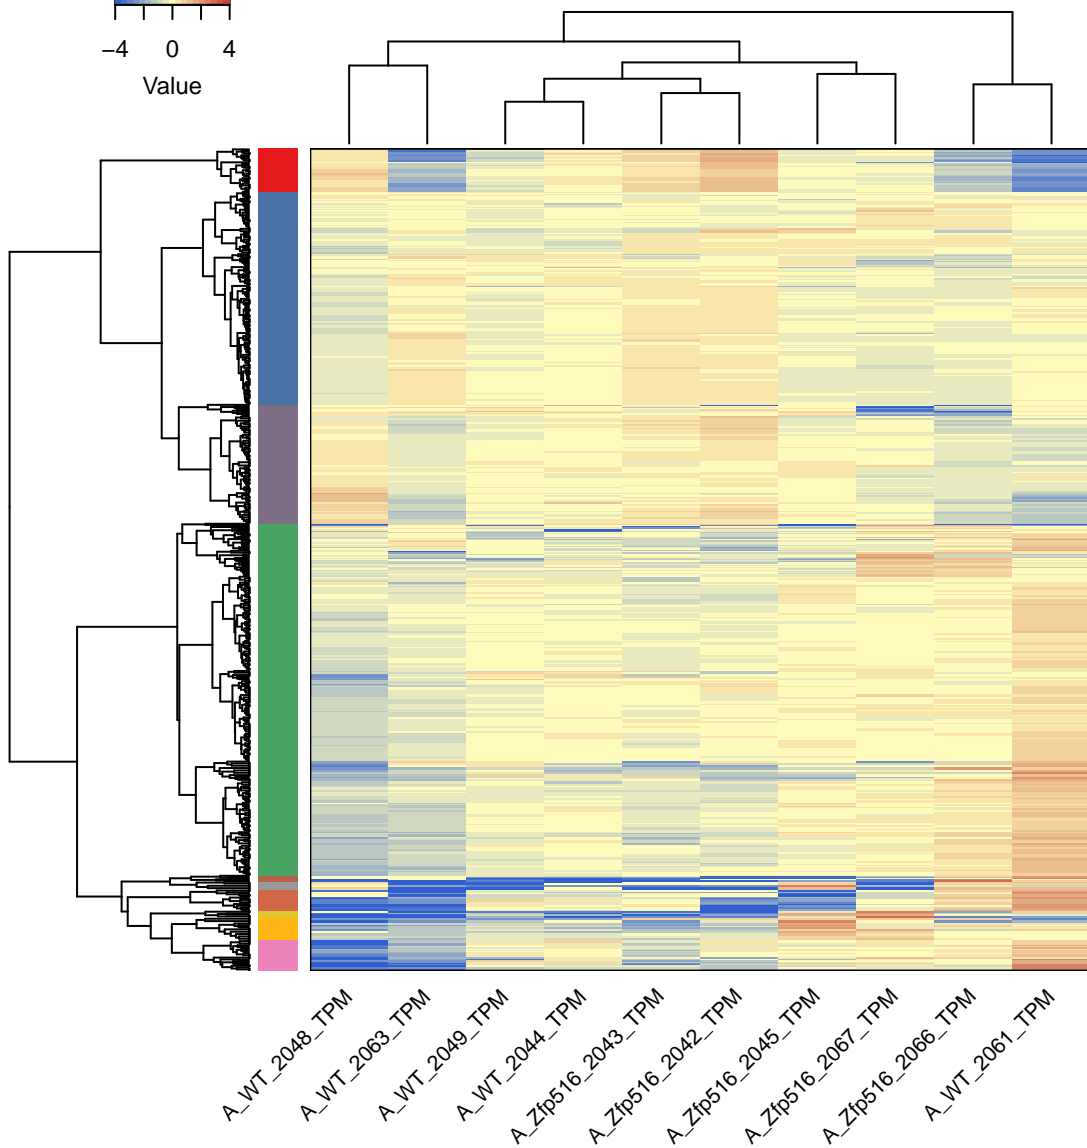 −4 0 4
Value
A_WT_2048_TPM
A_WT_2063_TPM
A_WT_2049_TPM
A_WT_2044_TPM
A_Zfp516_2043_TPM
A_Zfp516_2042_TPM
A_Zfp516_2045_TPM
A_Zfp516_2067_TPM
A_Zfp516_2066_TPM
A_WT_2061_TPM